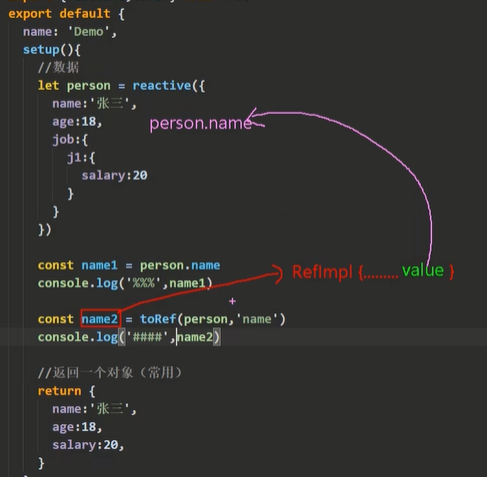 export default {
name: 'Demo',
setup(){
//数据
let person = reactive({
name:'张三',
age:18,
person.name
job:{
j1:{
salary:20
}
}
})
const name1 = person.name
RefImpl {......... value }
console.log('%%%',name1)
const name2 = toRef(person,'name')
console.log('####',name2)
//返回一个对象（常用）
return {
name:'张三',
age:18,
salary:20,
}